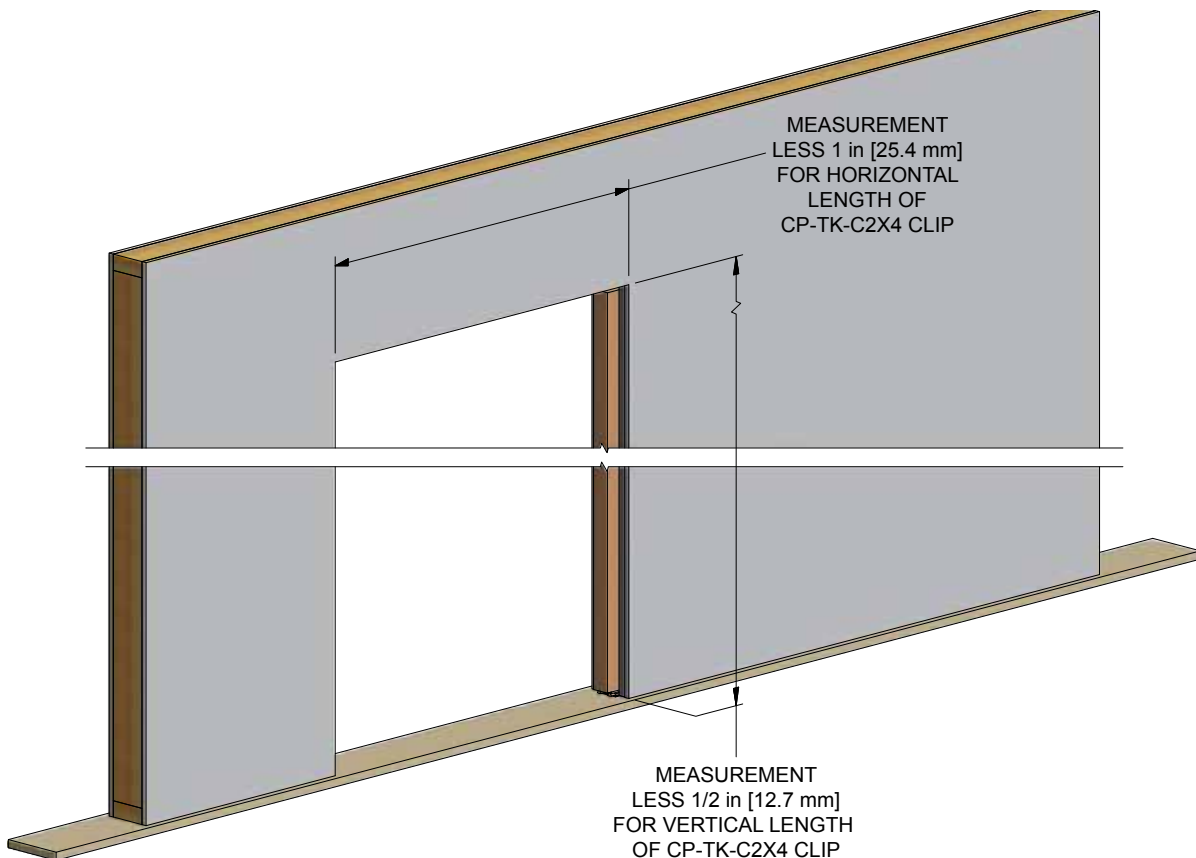 MEASUREMENT
LESS 1 in [25.4 mm]
FOR HORIZONTAL
LENGTH OF
CP-TK-C2X4 CLIP
MEASUREMENT
LESS 1/2 in [12.7 mm]
FOR VERTICAL LENGTH
OF CP-TK-C2X4 CLIP